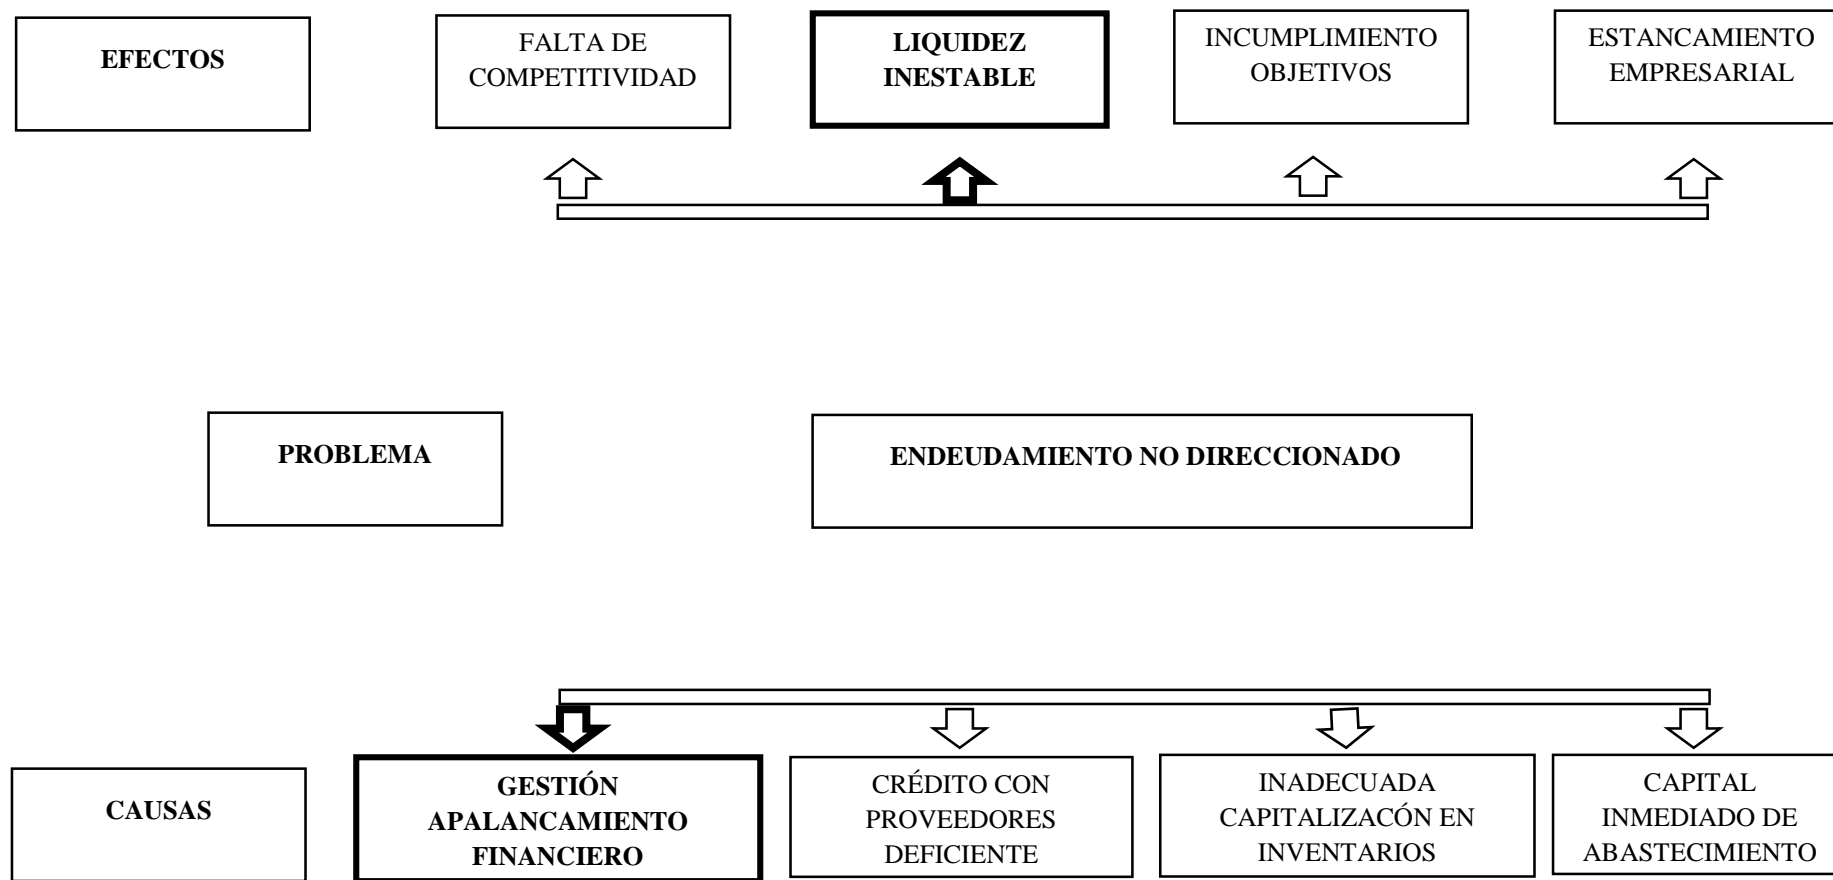 EFECTOS
FALTA DE
COMPETITIVIDAD
LIQUIDEZ
INESTABLE
INCUMPLIMIENTO
OBJETIVOS
ESTANCAMIENTO
EMPRESARIAL
PROBLEMA
ENDEUDAMIENTO NO DIRECCIONADO
CAUSAS
GESTIÓN
APALANCAMIENTO
FINANCIERO
CRÉDITO CON
PROVEEDORES
DEFICIENTE
INADECUADA
CAPITALIZACÓN EN
INVENTARIOS
CAPITAL
INMEDIADO DE
ABASTECIMIENTO